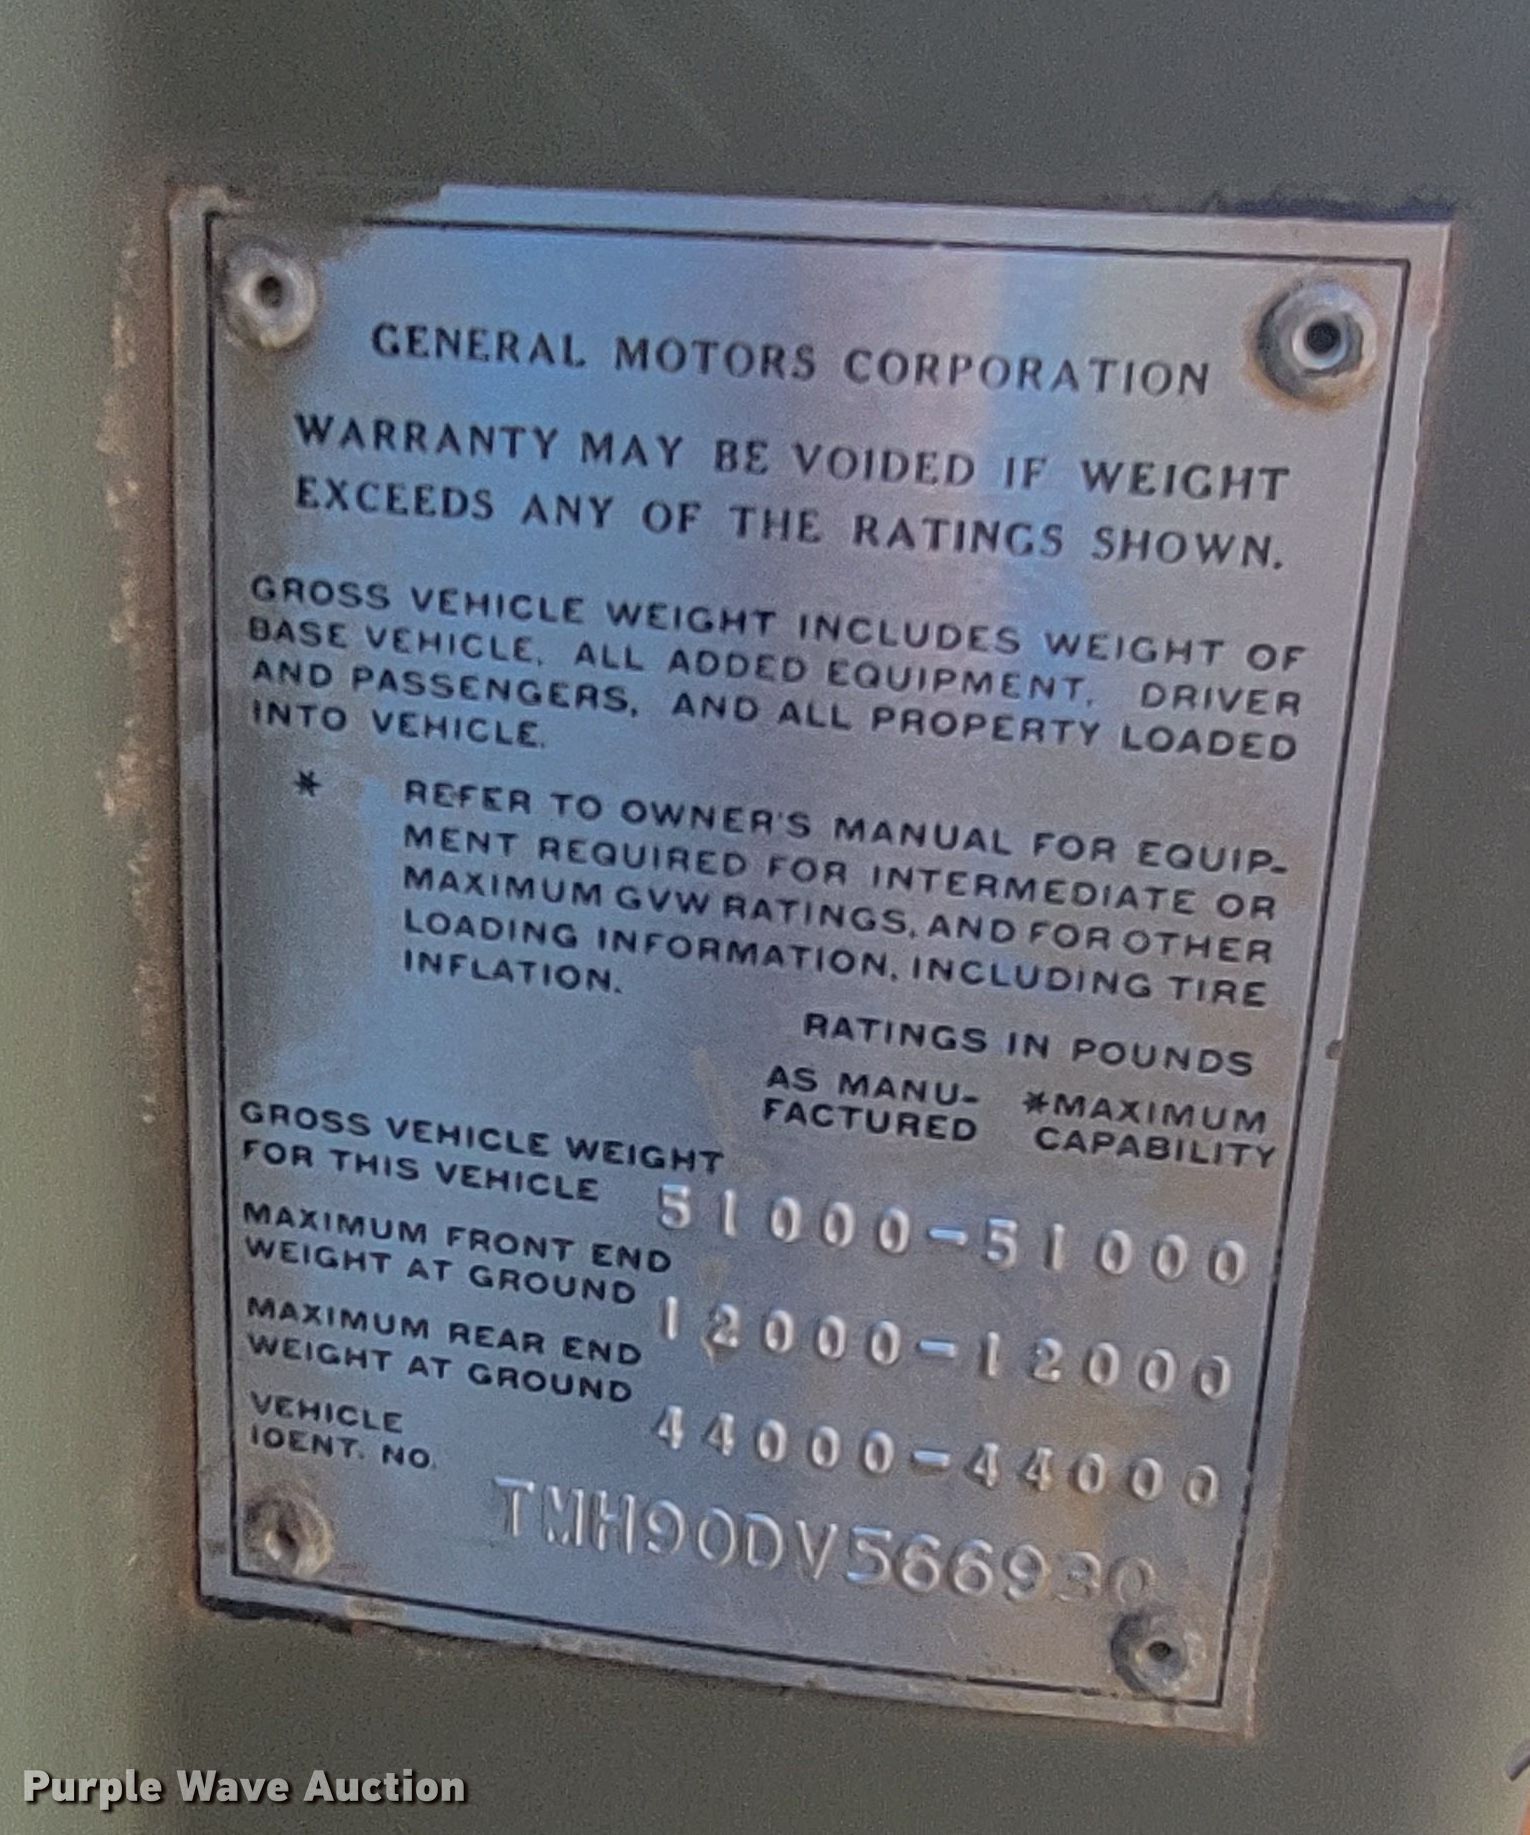 GENERAL MOTORS CORPORATION
WARRANTY MAY BE VOIDED IF WEIGHT
EXCEEDS ANY OF THE RATINGS SHOWN.
GROSS VEHICLE WEIGHT INCLUDES WEIGHT OF
BASE VEHICLE, ALL ADDED EQUIPMENT, DRIVER
AND PASSENGERS, AND ALL PROPERTY LOADED
INTO VEHICLE.
* REFER TO OWNER'S MANUAL FOR EQUIP-
MENT REQUIRED FOR INTERMEDIATE OR
MAXIMUM GVW RATINGS, AND FOR OTHER
LOADING INFORMATION, INCLUDING TIRE
INFLATION.
RATINGS IN POUNDS
AS MANU- *MAXIMUM
FACTURED CAPABILITY
GROSS VEHICLE WEIGHT
FOR THIS VEHICLE 51000-51000
MAXIMUM FRONT END
WEIGHT AT GROUND 12000-12000
MAXIMUM REAR END
WEIGHT AT GROUND 44000-44000
VEHICLE
IDENT. NO. TMH90DV566930
Purple Wave Auction